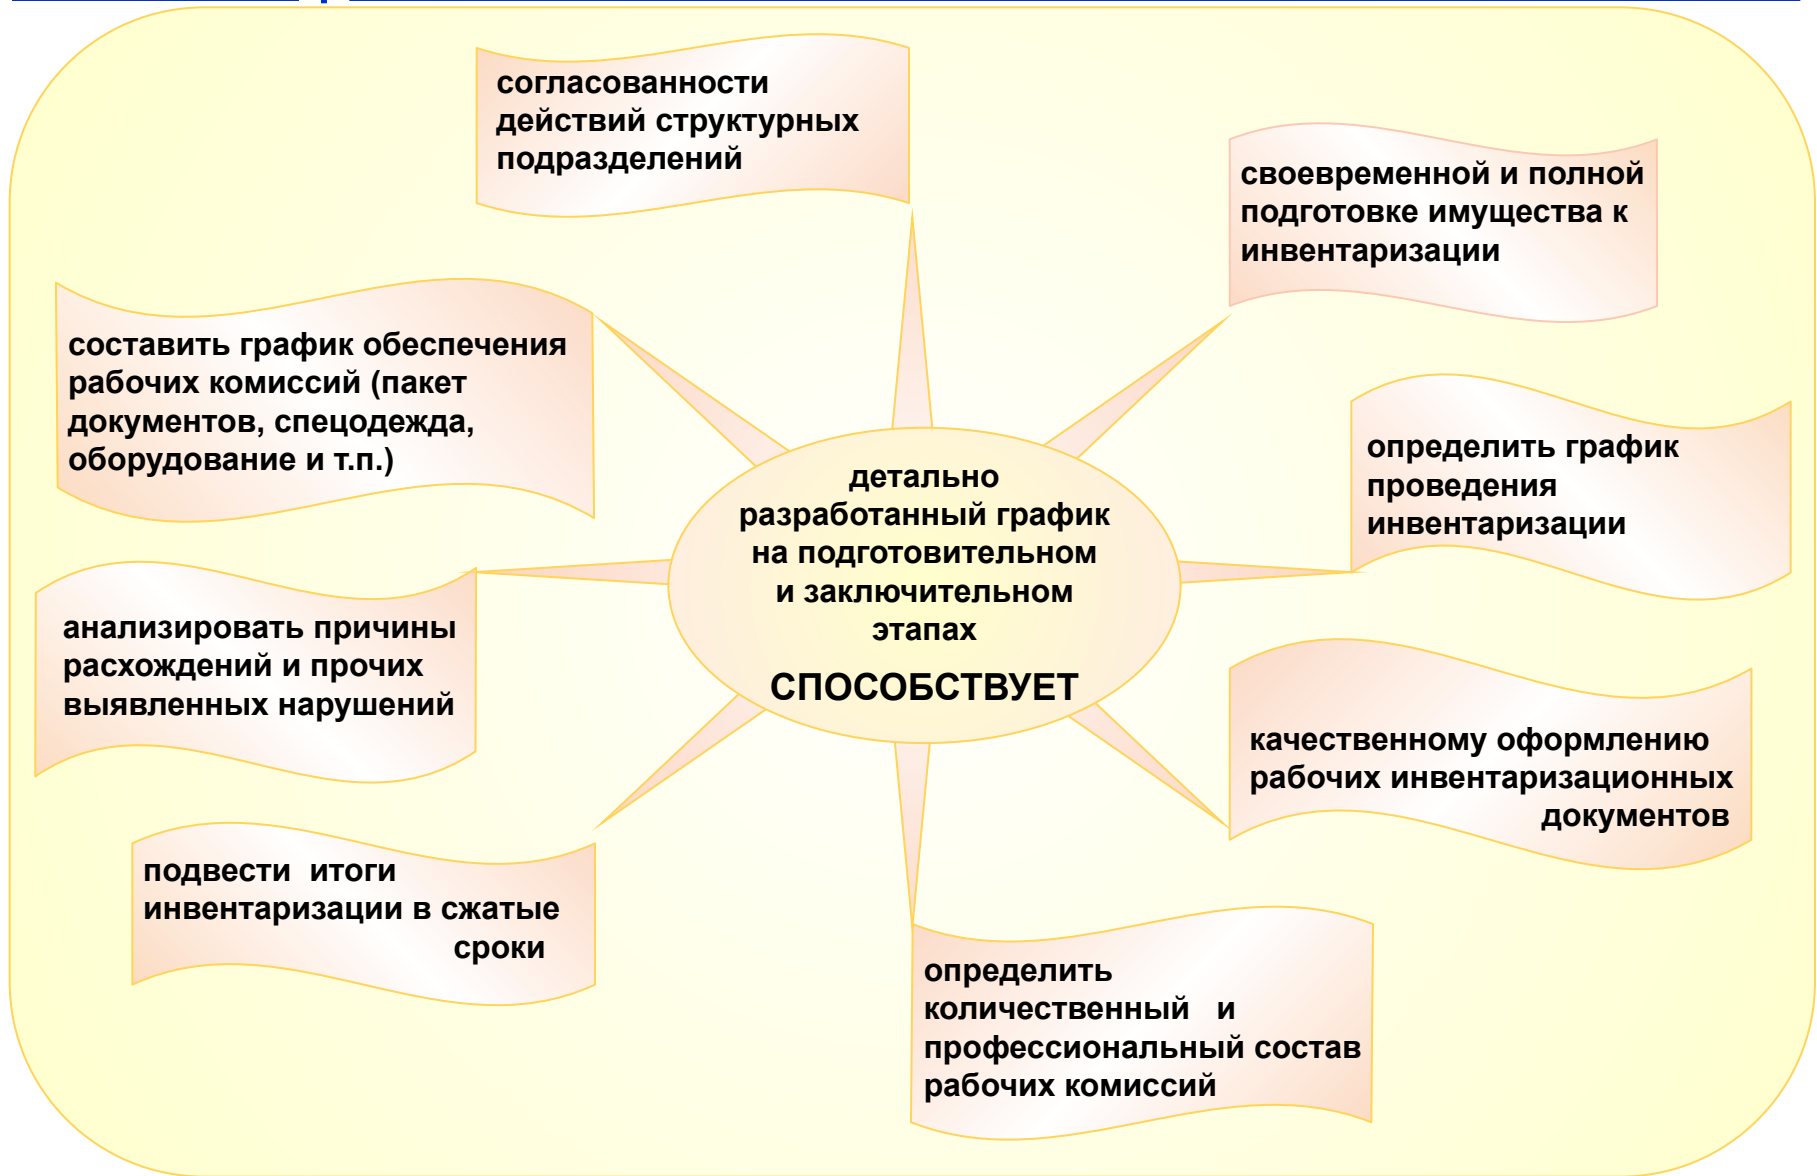 согласованности
действий структурных
подразделений
своевременной и полной
подготовке имущества к
инвентаризации
составить график обеспечения
рабочих комиссий (пакет
документов, спецодежда,
оборудование и т.п.)
определить график
проведения
инвентаризации
детально
разработанный график
на подготовительном
и заключительном
этапах
СПОСОБСТВУЕТ
анализировать причины
расхождений и прочих
выявленных нарушений
качественному оформлению
рабочих инвентаризационных
документов
подвести итоги
инвентаризации в сжатые
сроки
определить
количественный и
профессиональный состав
рабочих комиссий